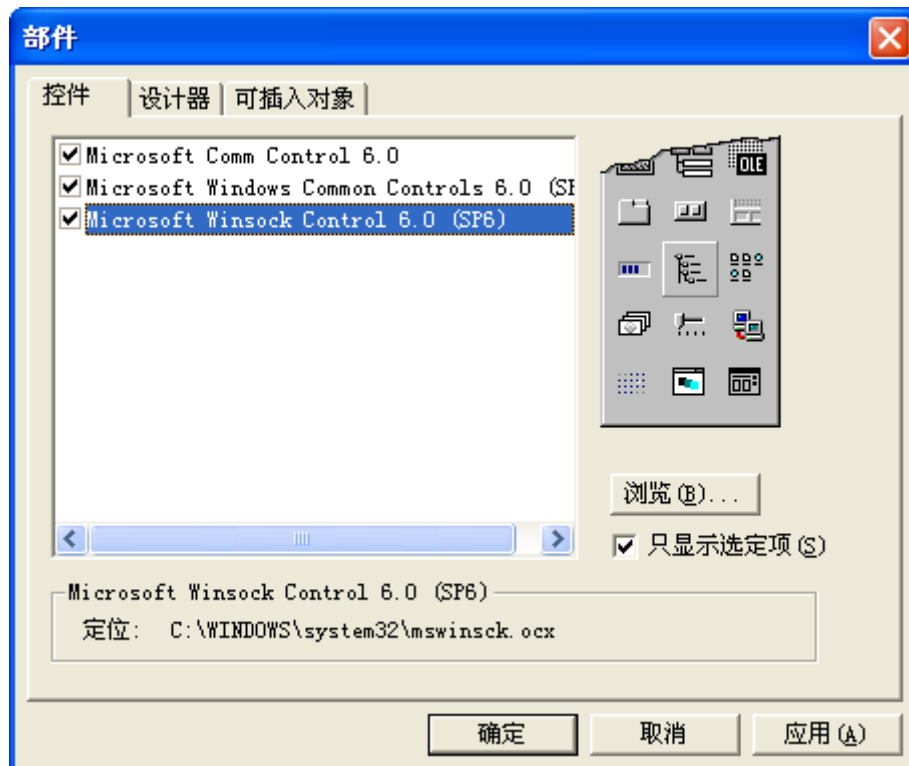 部件
控件 设计器 可插入对象
Microsoft Comm Control 6.0
Microsoft Windows Common Controls 6.0 (SP
Microsoft Winsock Control 6.0 (SP6)
OLE
浏览(B)...
只显示选定项(S)
Microsoft Winsock Control 6.0 (SP6)
定位: C:\WINDOWS\system32\mswinsck.ocx
确定 取消 应用(A)